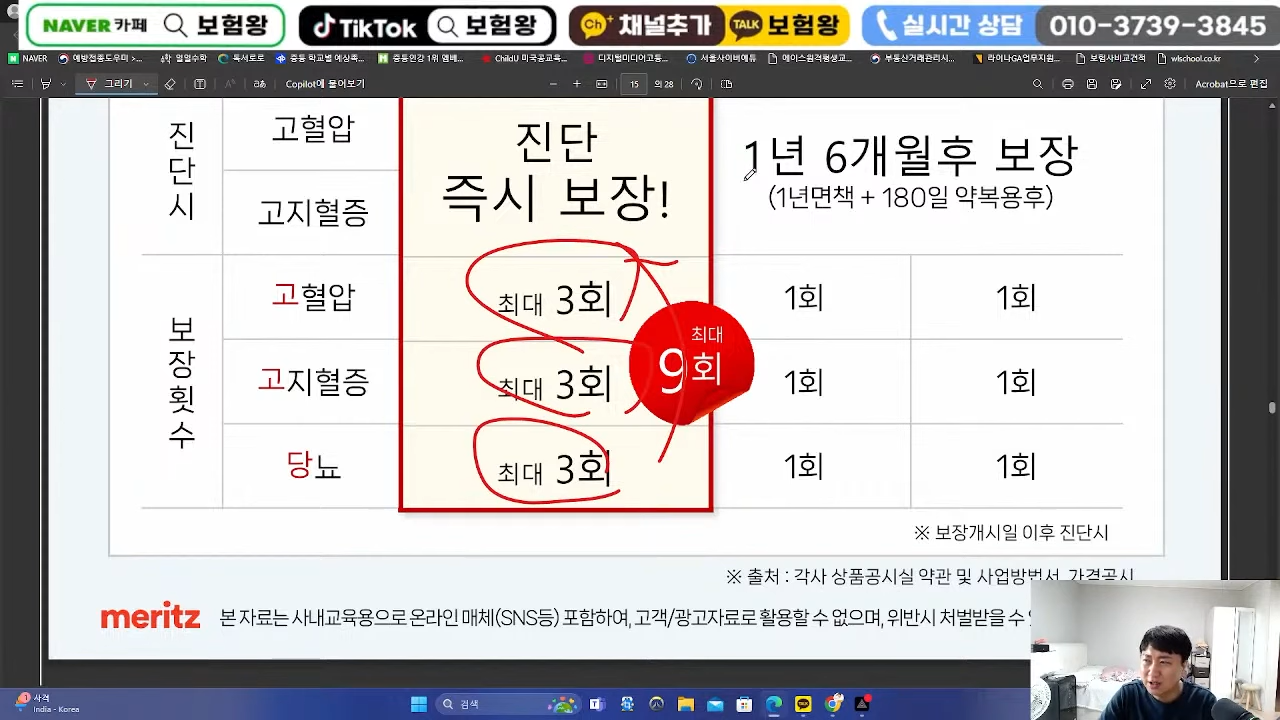 NAVER 카페 보험왕 TikTok 보험왕 Ch+ 채널추가 TALK 보험왕 실시간 상담 010-3739-3845
NAVER
그리기 Copilot에 물어보기 15 의 28 Acrobat으로 편집
진단시
고혈압
고지혈증
진단
즉시 보장!
1년 6개월후 보장
(1년면책 + 180일 약복용후)
보장횟수
고혈압 최대 3회 1회 1회
최대
9회
고지혈증 최대 3회 1회 1회
당뇨 최대 3회 1회 1회
※ 보장개시일 이후 진단시
※ 출처 : 각사 상품공시실 약관 및 사업방법서, 가격공시
meritz 본 자료는 사내교육용으로 온라인 매체(SNS등) 포함하여, 고객/광고자료로 활용할 수 없으며, 위반시 처벌받을 수
사격
India - Korea
검색